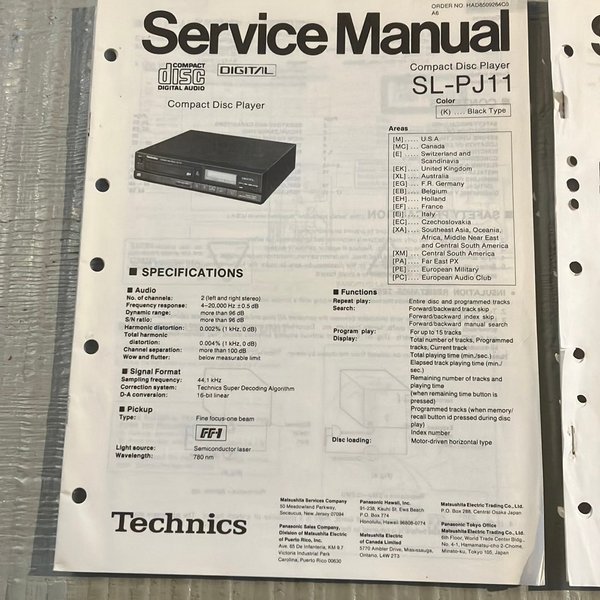 ORDER NO. HAD8509264C0
A6
Service Manual
COMPACT
disc
DIGITAL AUDIO
DIGITAL
Compact Disc Player
Compact Disc Player
SL-PJ11
Color
(K) .... Black Type
Areas
[M] ..... U.S.A.
[MC] .... Canada
[E] ..... Switzerland and
Scandinavia
[EK] .... United Kingdom
[XL] .... Australia
[EG] .... F.R. Germany
[EB] .... Belgium
[EH] .... Holland
[EF] .... France
[Ei] .... Italy
[EC] .... Czechoslovakia
[XA] .... Southeast Asia, Oceania,
Africa, Middle Near East
and Central South America
[XM] .... Central South America
[PA] .... Far East PX
[PE] .... European Military
[PC] .... European Audio Club
■ SPECIFICATIONS
■ Audio
No. of channels: 2 (left and right stereo)
Frequency response: 4~20,000 Hz ±0.5 dB
Dynamic range: more than 96 dB
S/N ratio: more than 96 dB
Harmonic distortion: 0.002% (1 kHz, 0 dB)
Total harmonic
distortion: 0.004% (1 kHz, 0 dB)
Channel separation: more than 100 dB
Wow and flutter: below measurable limit
■ Signal Format
Sampling frequency: 44.1 kHz
Correction system: Technics Super Decoding Algorithm
D-A conversion: 16-bit linear
■ Pickup
Type: Fine focus-one beam
FF1
Light source: Semiconductor laser
Wavelength: 780 nm
■ Functions
Repeat play: Entire disc and programmed tracks
Search: Forward/backward track skip
Forward/backward index skip
Forward/backward manual search
Program play: For up to 15 tracks
Display: Total number of tracks, Programmed
tracks, Current track
Total playing time (min./sec.)
Elapsed track playing time (min./
sec.)
Remaining number of tracks and
playing time
(when remaining time button is
pressed)
Programmed tracks (when memory/
recall button id pressed during disc
play)
Index number
Disc loading: Motor-driven horizontal type
Technics
Matsushita Services Company
50 Meadowland Parkway,
Secaucus, New Jersey 07094
Panasonic Sales Company,
Division of Matsushita Electric
of Puerto Rico, Inc.
Ave. 65 De Infanteria, KM 9.7
Victoria Industrial Park
Carolina, Puerto Rico 00630
Panasonic Hawaii, Inc.
91-238, Kauhi St. Ewa Beach
P.O. Box 774
Honolulu, Hawaii 96808-0774
Matsushita Electric
of Canada Limited
5770 Ambler Drive, Mississauga,
Ontario, L4W 2T3
Matsushita Electric Trading Co., Ltd.
P.O. Box 288, Central Osaka Japan
Panasonic Tokyo Office
Matsushita Electric Trading Co., Ltd.
6th Floor, World Trade Center Bldg.,
No. 4-1, Hamamatsu-cho 2-Chome,
Minato-ku, Tokyo 105, Japan